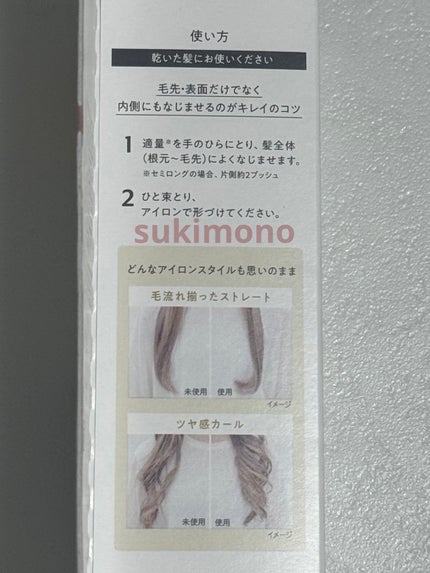 使い方
乾いた髪にお使いください
毛先・表面だけでなく
内側にもなじませるのがキレイのコツ
1 適量※を手のひらにとり、髪全体
（根元〜毛先）によくなじませます。
※セミロングの場合、片側約2プッシュ
2 ひと束とり、
アイロンで形づけてください。
sukimono
どんなアイロンスタイルも思いのまま
毛流れ揃ったストレート
未使用 使用
イメージ
ツヤ感カール
未使用 使用
イメージ